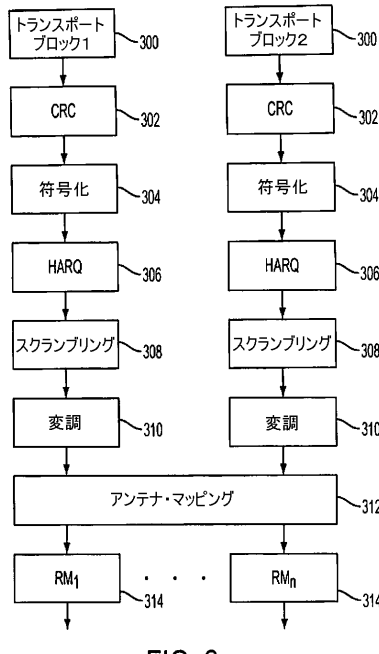 トランスポート
ブロック1
300
トランスポート
ブロック2
300
CRC
302
CRC
302
符号化
304
符号化
304
HARQ
306
HARQ
306
スクランブリング
308
スクランブリング
308
変調
310
変調
310
アンテナ・マッピング
312
RM1
314
· · ·
RMn
314